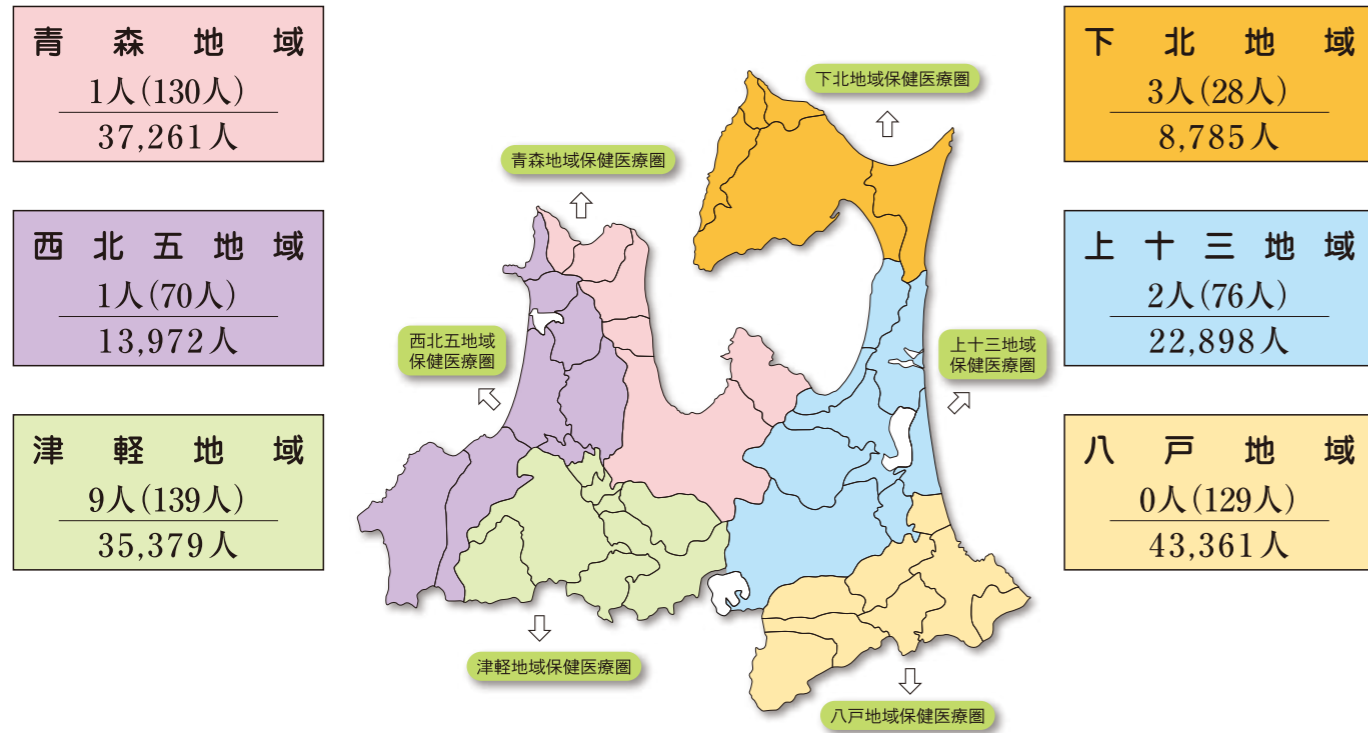 青森地域
1人(130人)
37,261人
西北五地域
1人(70人)
13,972人
津軽地域
9人(139人)
35,379人
下北地域保健医療圏
青森地域保健医療圏
西北五地域
保健医療圏
上十三地域
保健医療圏
津軽地域保健医療圏
八戸地域保健医療圏
下北地域
3人(28人)
8,785人
上十三地域
2人(76人)
22,898人
八戸地域
0人(129人)
43,361人